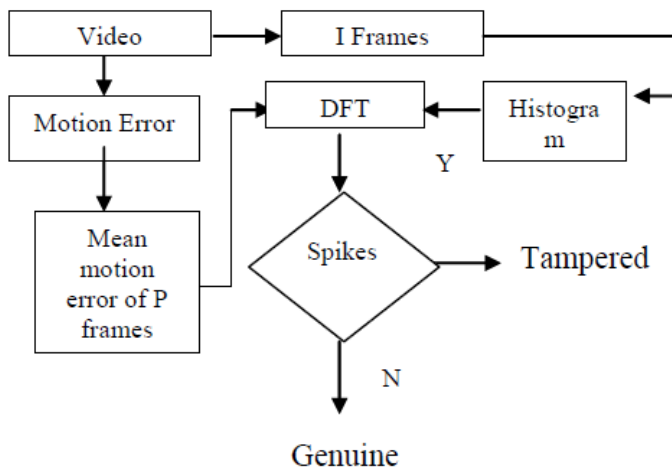 Video
I Frames
Motion Error
DFT
Histogra
m
Y
Mean
motion
error of P
frames
Spikes
Tampered
N
Genuine